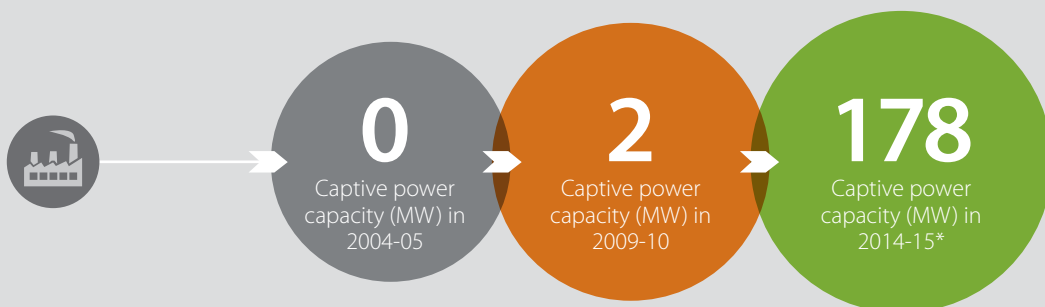 0
Captive power
capacity (MW) in
2004-05
2
Captive power
capacity (MW) in
2009-10
178
Captive power
capacity (MW) in
2014-15*